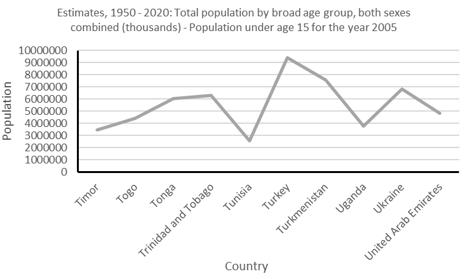 Estimates, 1950 - 2020: Total population by broad age group, both sexes
combined (thousands) - Population under age 15 for the year 2005
10000000
9000000
8000000
7000000
6000000
5000000
4000000
3000000
2000000
1000000
0
Population
Timor
Togo
Tonga
Trinidad and Tobago
Tunisia
Turkey
Turkmenistan
Uganda
Ukraine
United Arab Emirates
Country